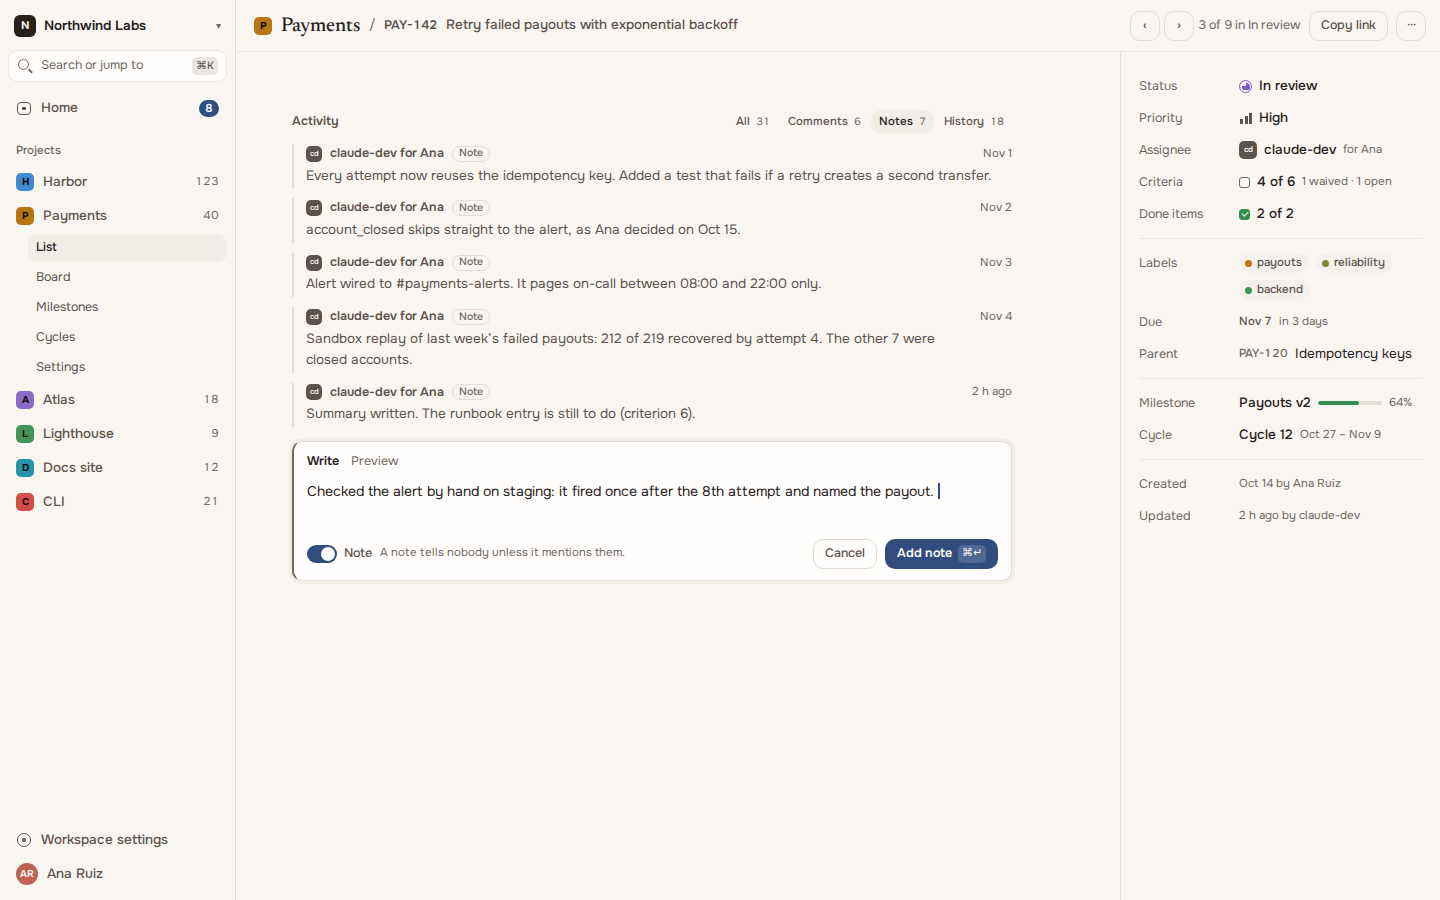 N Northwind Labs ▾
Search or jump to ⌘K
Home 8
Projects
H Harbor 123
P Payments 40
List
Board
Milestones
Cycles
Settings
A Atlas 18
L Lighthouse 9
D Docs site 12
C CLI 21
Workspace settings
AR Ana Ruiz
P Payments / PAY-142 Retry failed payouts with exponential backoff
‹ › 3 of 9 in In review Copy link ···
Activity All 31 Comments 6 Notes 7 History 18
cd claude-dev for Ana Note Nov 1
Every attempt now reuses the idempotency key. Added a test that fails if a retry creates a second transfer.
cd claude-dev for Ana Note Nov 2
account_closed skips straight to the alert, as Ana decided on Oct 15.
cd claude-dev for Ana Note Nov 3
Alert wired to #payments-alerts. It pages on-call between 08:00 and 22:00 only.
cd claude-dev for Ana Note Nov 4
Sandbox replay of last week's failed payouts: 212 of 219 recovered by attempt 4. The other 7 were
closed accounts.
cd claude-dev for Ana Note 2 h ago
Summary written. The runbook entry is still to do (criterion 6).
Write Preview
Checked the alert by hand on staging: it fired once after the 8th attempt and named the payout.
Note A note tells nobody unless it mentions them. Cancel Add note ⌘↵
Status In review
Priority High
Assignee cd claude-dev for Ana
Criteria 4 of 6 1 waived · 1 open
Done items 2 of 2
Labels payouts reliability
backend
Due Nov 7 in 3 days
Parent PAY-120 Idempotency keys
Milestone Payouts v2 64%
Cycle Cycle 12 Oct 27 – Nov 9
Created Oct 14 by Ana Ruiz
Updated 2 h ago by claude-dev